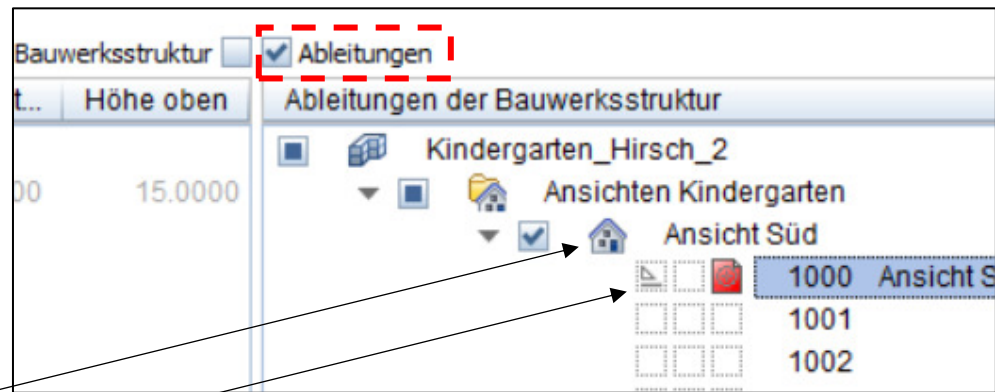 Bauwerksstruktur Ableitungen
t... Höhe oben Ableitungen der Bauwerksstruktur
Kindergarten_Hirsch_2
00 15.0000 Ansichten Kindergarten
Ansicht Süd
1000 Ansicht S
1001
1002